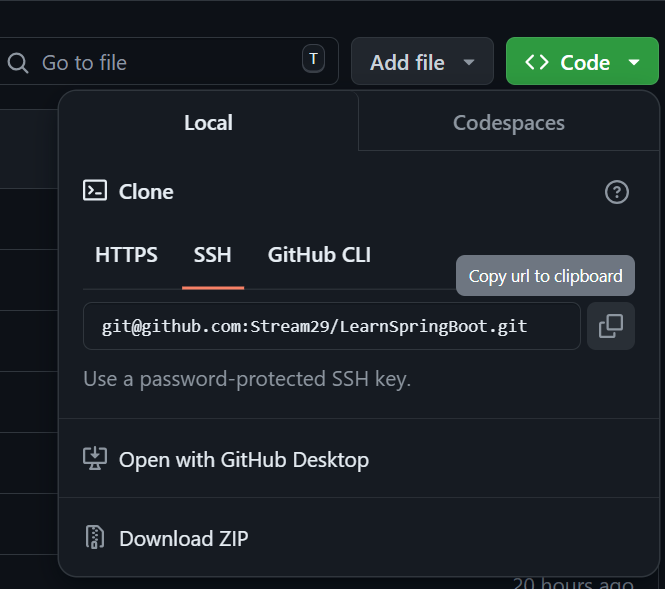 Go to file T Add file Code
Local Codespaces
Clone
HTTPS SSH GitHub CLI
Copy url to clipboard
git@github.com:Stream29/LearnSpringBoot.git
Use a password-protected SSH key.
Open with GitHub Desktop
Download ZIP
20 hours ago